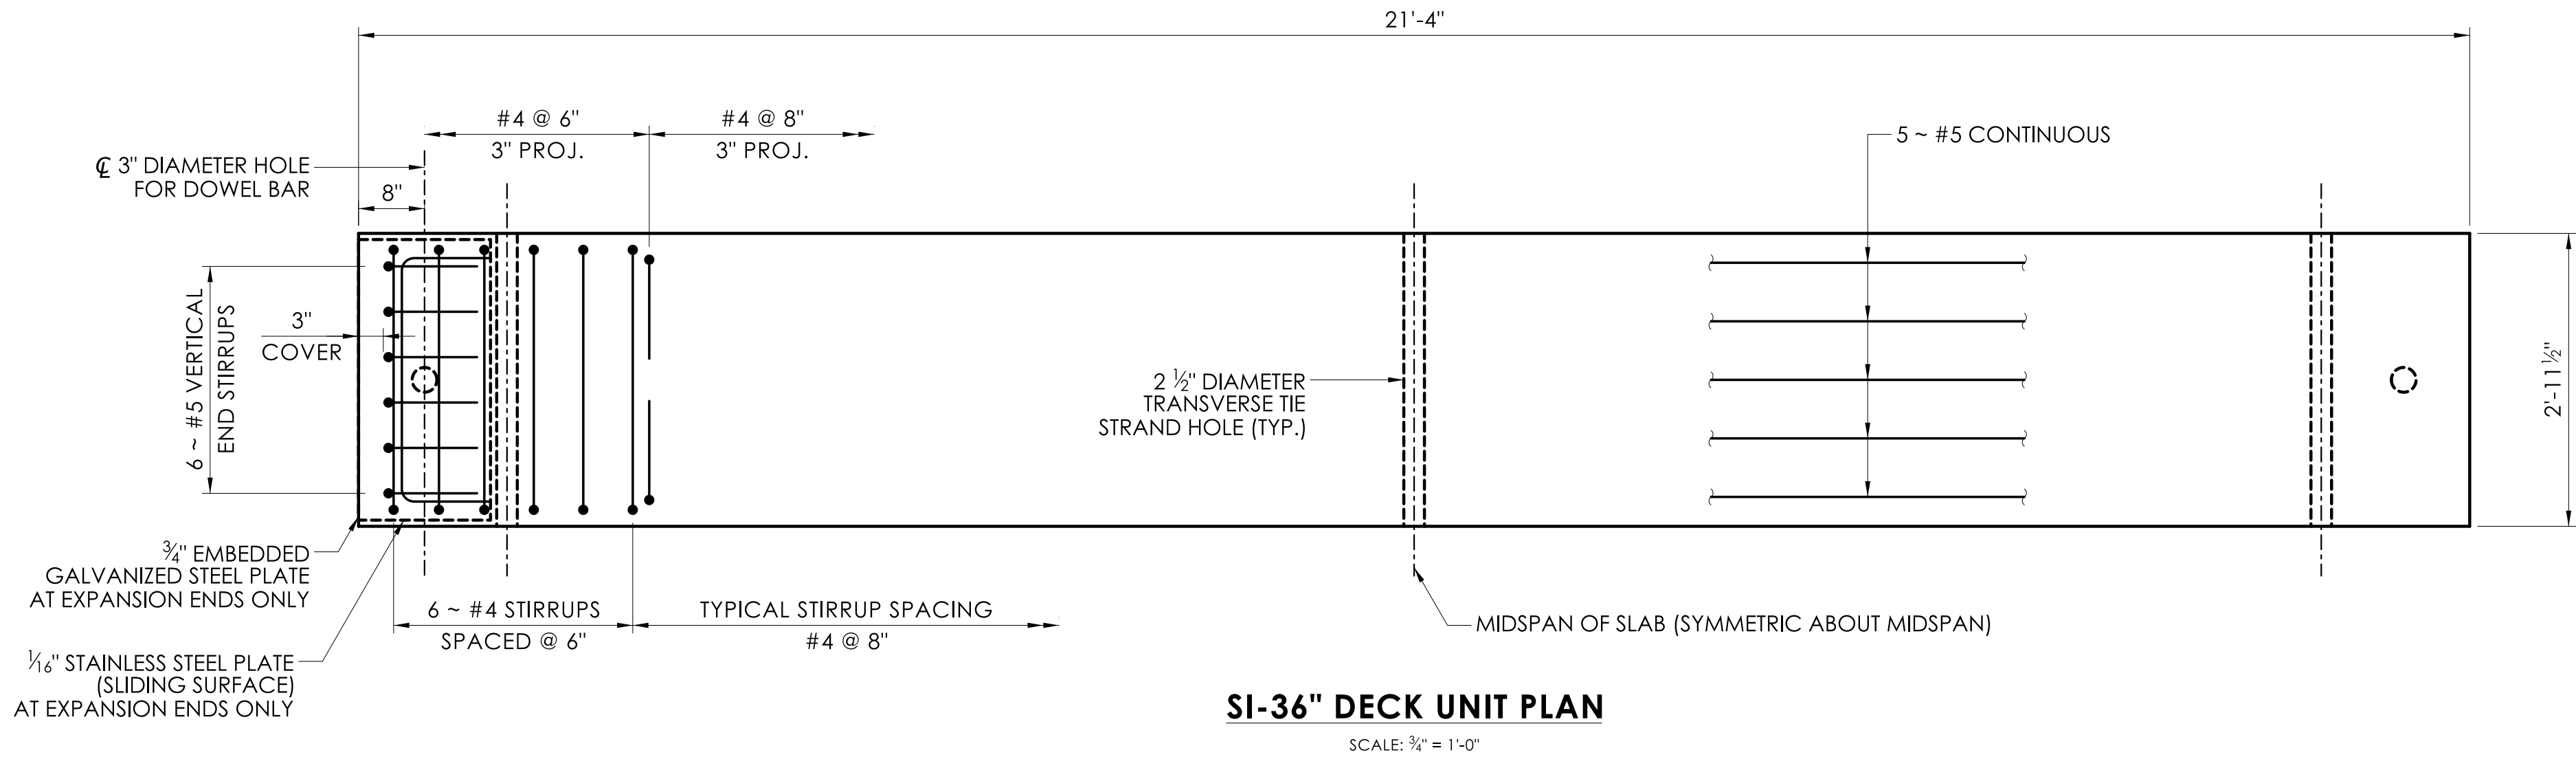 21'-4"
#4 @ 6"
3" PROJ.
#4 @ 8"
3" PROJ.
5 ~ #5 CONTINUOUS
℄ 3" DIAMETER HOLE
FOR DOWEL BAR
8"
6 ~ #5 VERTICAL
END STIRRUPS
3"
COVER
2 ½" DIAMETER
TRANSVERSE TIE
STRAND HOLE (TYP.)
2'-11 ½"
¾" EMBEDDED
GALVANIZED STEEL PLATE
AT EXPANSION ENDS ONLY
1/16" STAINLESS STEEL PLATE
(SLIDING SURFACE)
AT EXPANSION ENDS ONLY
6 ~ #4 STIRRUPS
SPACED @ 6"
TYPICAL STIRRUP SPACING
#4 @ 8"
MIDSPAN OF SLAB (SYMMETRIC ABOUT MIDSPAN)
SI-36" DECK UNIT PLAN
SCALE: ¾" = 1'-0"